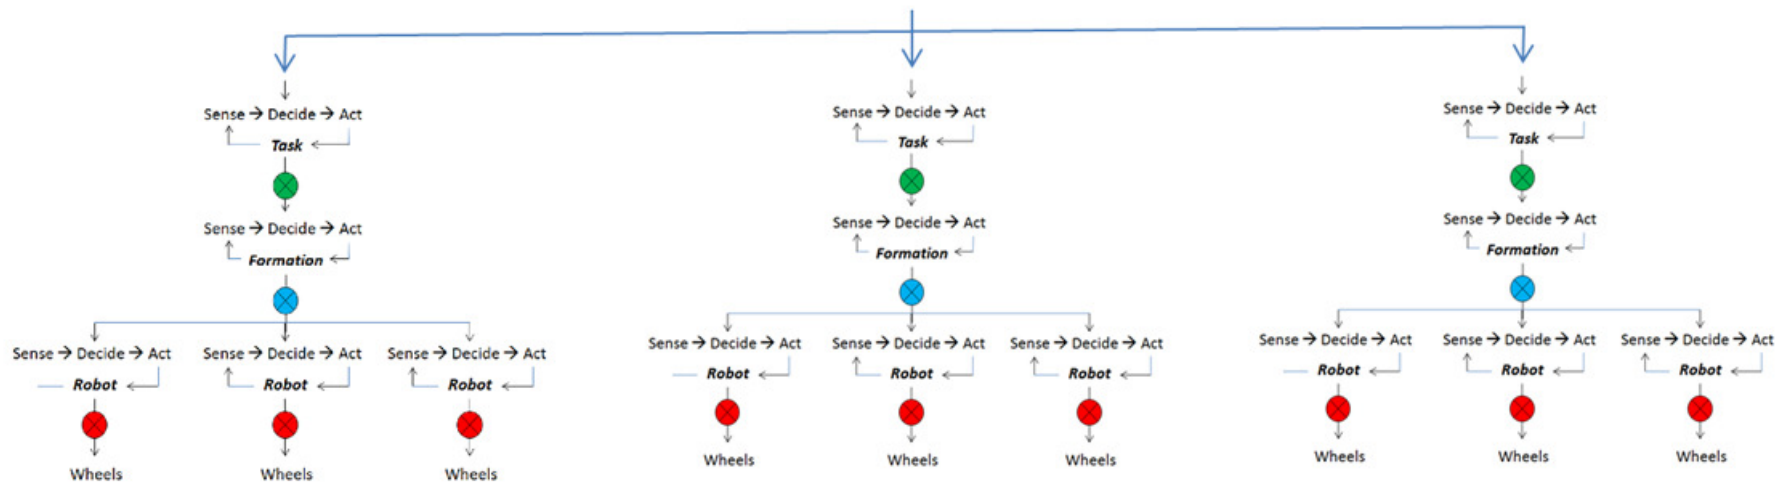 Sense → Decide → Act
Task
Sense → Decide → Act
Formation
Sense → Decide → Act
Robot
Wheels
Sense → Decide → Act
Robot
Wheels
Sense → Decide → Act
Robot
Wheels
Sense → Decide → Act
Task
Sense → Decide → Act
Formation
Sense → Decide → Act
Robot
Wheels
Sense → Decide → Act
Robot
Wheels
Sense → Decide → Act
Robot
Wheels
Sense → Decide → Act
Task
Sense → Decide → Act
Formation
Sense → Decide → Act
Robot
Wheels
Sense → Decide → Act
Robot
Wheels
Sense → Decide → Act
Robot
Wheels